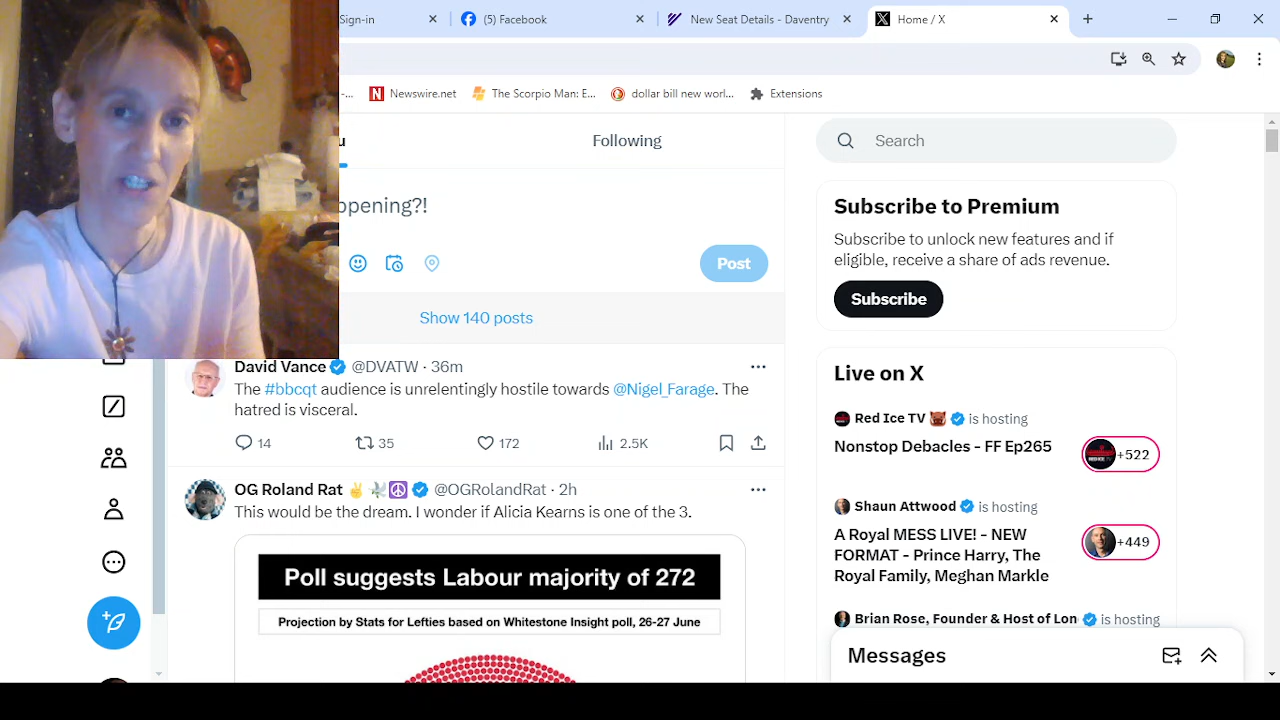 Sign-in
(5) Facebook
New Seat Details - Daventry
Home / X
Newswire.net
The Scorpio Man: E...
dollar bill new worl...
Extensions
Following
Search
ppening?!
Post
Subscribe to Premium
Subscribe to unlock new features and if
eligible, receive a share of ads revenue.
Subscribe
Show 140 posts
David Vance @DVATW · 36m
The #bbcqt audience is unrelentingly hostile towards @Nigel_Farage. The
hatred is visceral.
14 35 172 2.5K
OG Roland Rat @OGRolandRat · 2h
This would be the dream. I wonder if Alicia Kearns is one of the 3.
Poll suggests Labour majority of 272
Projection by Stats for Lefties based on Whitestone Insight poll, 26-27 June
Live on X
Red Ice TV is hosting
Nonstop Debacles - FF Ep265
+522
Shaun Attwood is hosting
A Royal MESS LIVE! - NEW
FORMAT - Prince Harry, The
Royal Family, Meghan Markle
+449
Brian Rose, Founder & Host of Lon is hosting
Messages